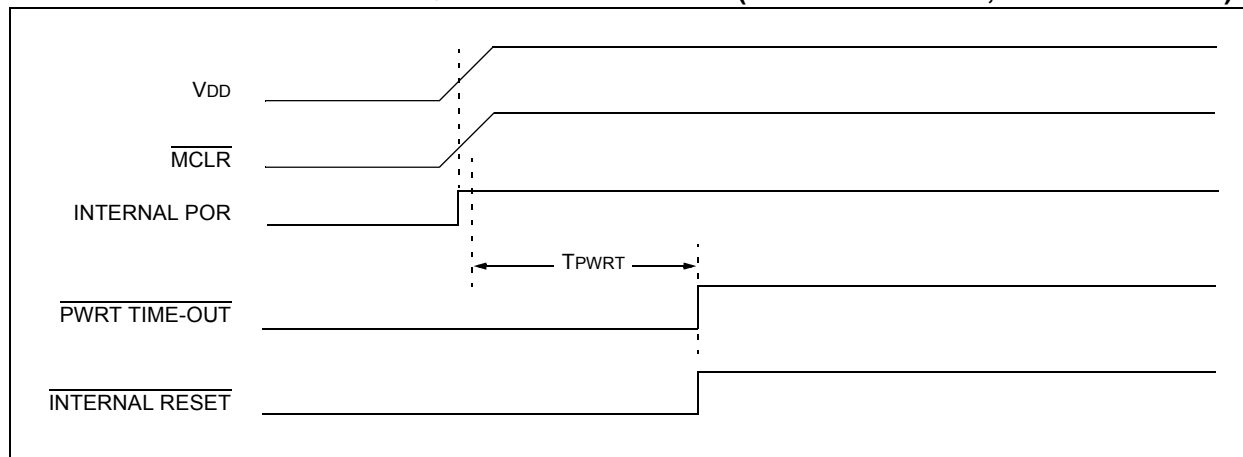 VDD
MCLR
INTERNAL POR
TPWRT
PWRT TIME-OUT
INTERNAL RESET